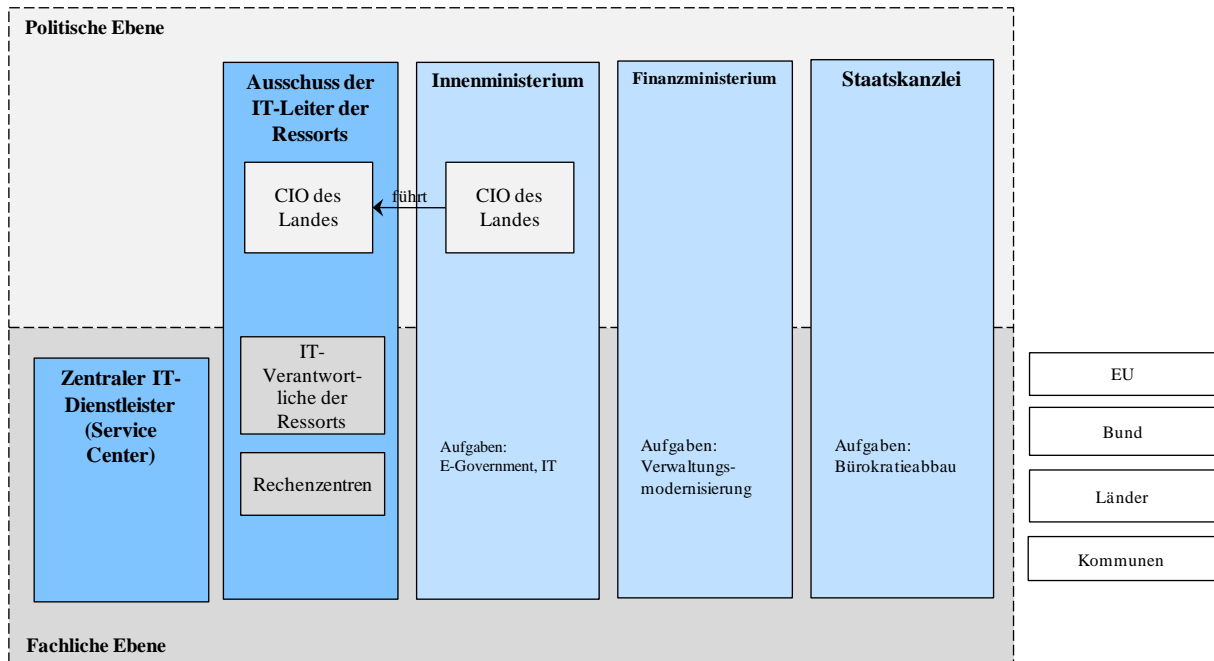 Politische Ebene
Ausschuss der
IT-Leiter der
Ressorts
Innenministerium
Finanzministerium
Staatskanzlei
CIO des
Landes
führt
CIO des
Landes
Zentraler IT-
Dienstleister
(Service
Center)
IT-
Verantwort-
liche der
Ressorts
Rechenzentren
Aufgaben:
E-Government, IT
Aufgaben:
Verwaltungs-
modernisierung
Aufgaben:
Bürokratieabbau
EU
Bund
Länder
Kommunen
Fachliche Ebene